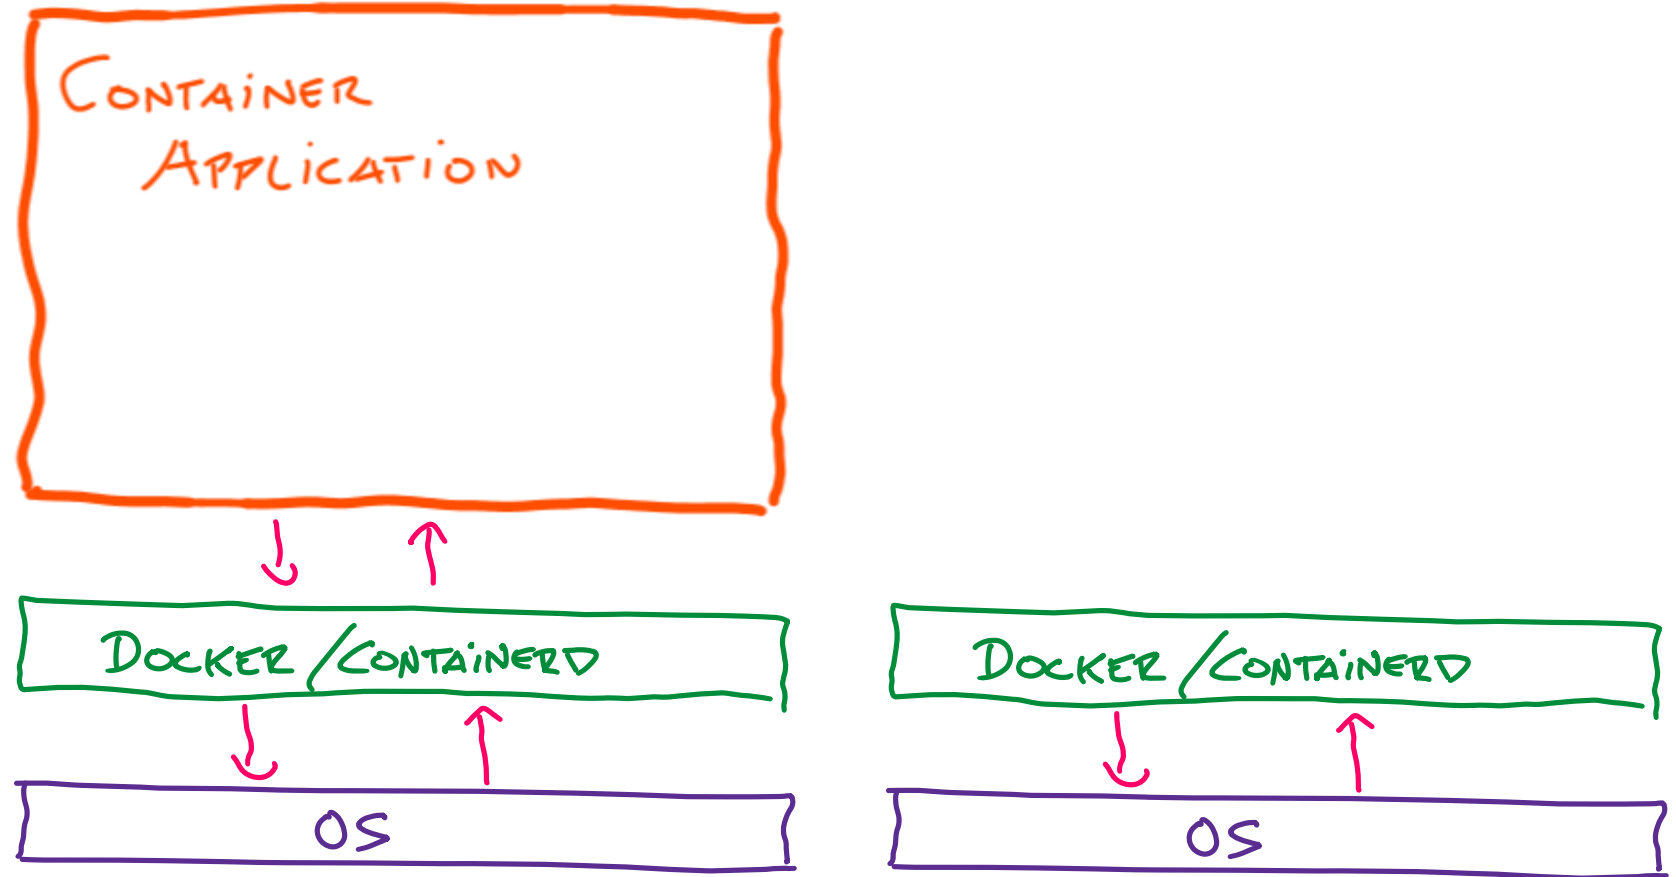 CONTAiNER
APPLiCATiON
DOCKER/CONTAiNERD
DOCKER/CONTAiNERD
OS
OS